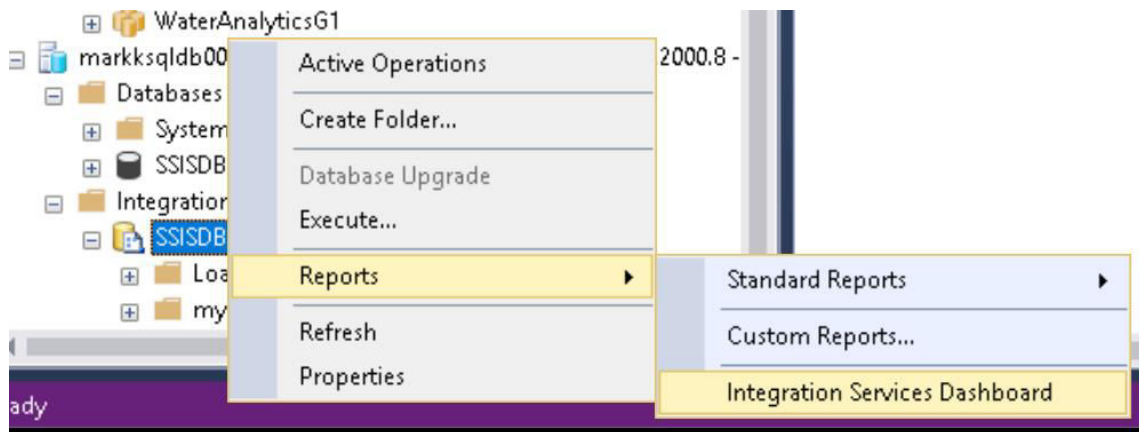 WaterAnalyticsG1
markksqldb00
2000.8 -
Active Operations
Databases
Create Folder...
System
SSISDB
Database Upgrade
Integration
Execute...
SSISDB
Loa
Reports
Standard Reports
my
Refresh
Custom Reports...
Properties
Integration Services Dashboard
ady